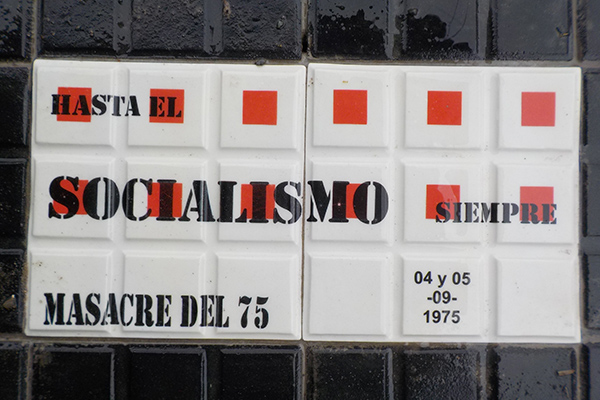 HASTA EL
SOCIALISMO SIEMPRE
MASACRE DEL 75
04 y 05
-09-
1975